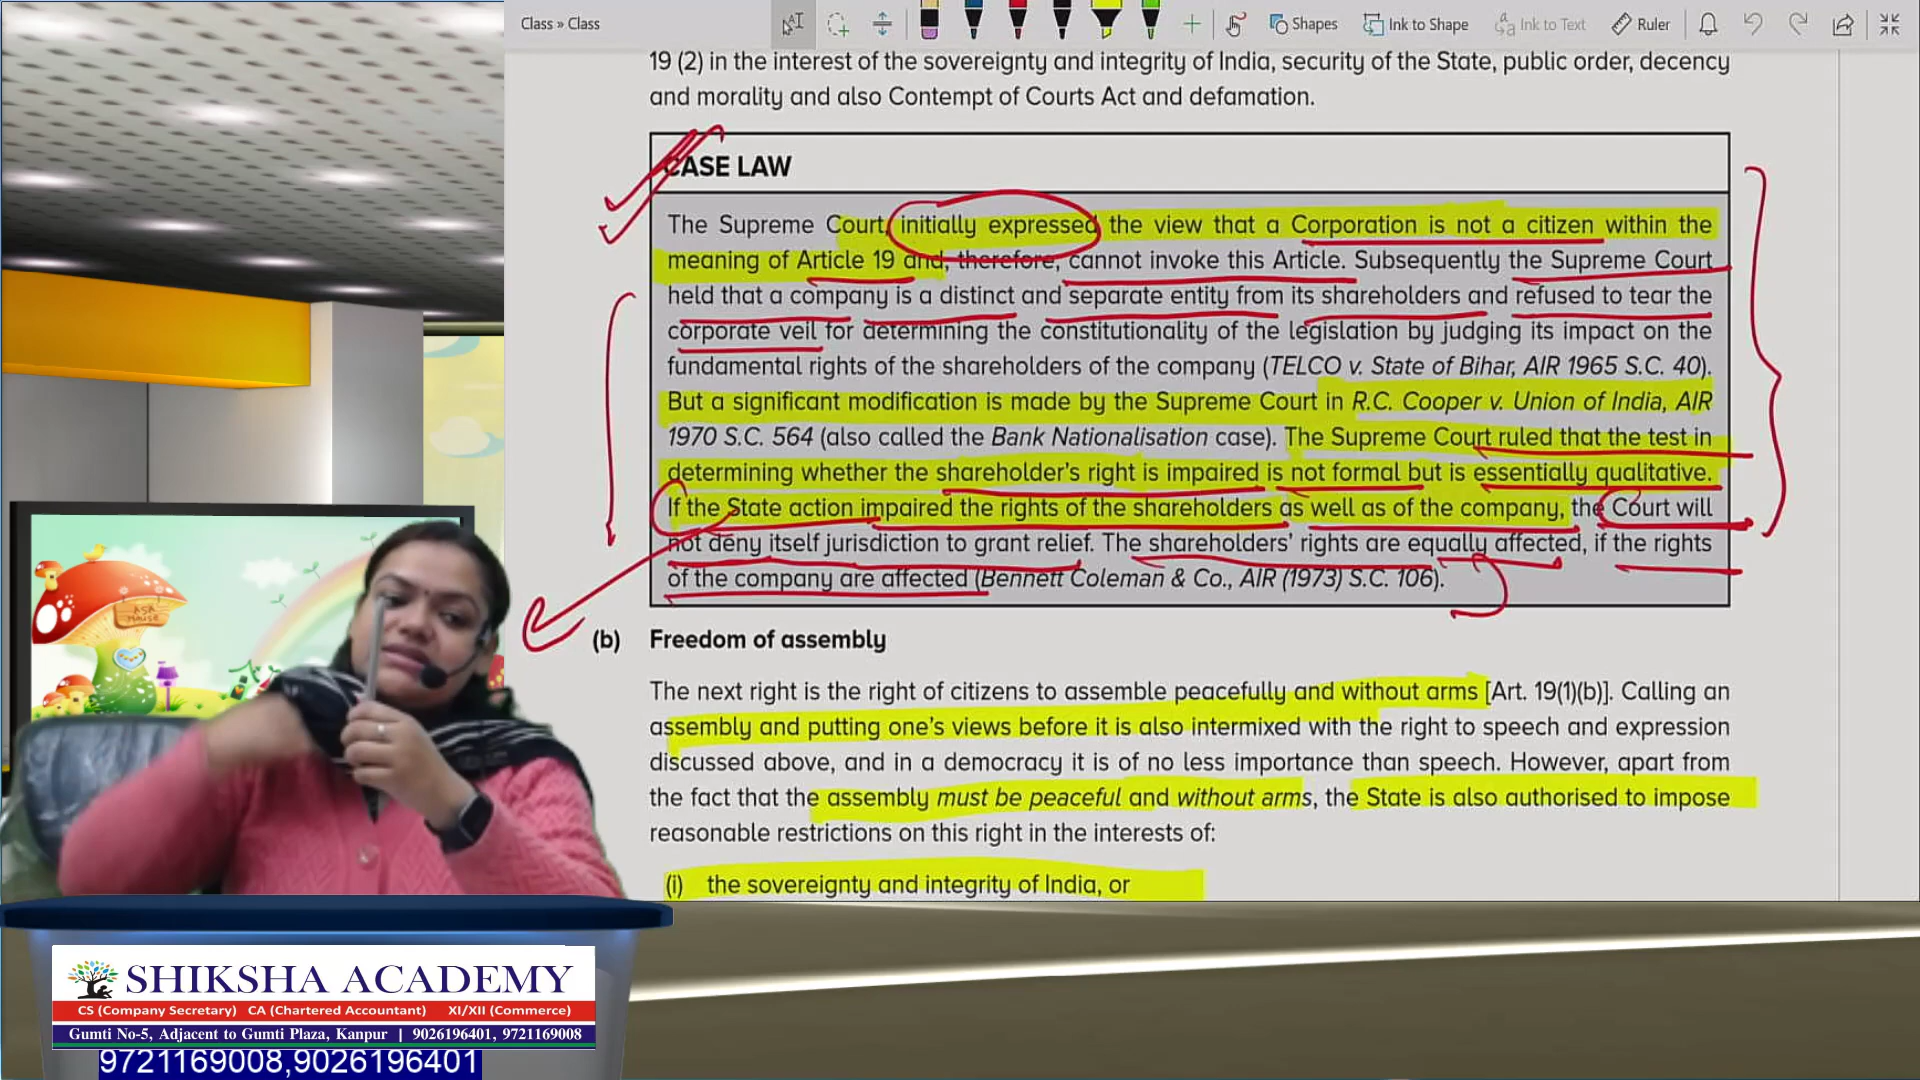 Class » Class
Shapes
Ink to Shape
Ink to Text
Ruler
19 (2) in the interest of the sovereignty and integrity of India, security of the State, public order, decency
and morality and also Contempt of Courts Act and defamation.
CASE LAW
The Supreme Court, initially expressed the view that a Corporation is not a citizen within the
meaning of Article 19 and, therefore, cannot invoke this Article. Subsequently the Supreme Court
held that a company is a distinct and separate entity from its shareholders and refused to tear the
corporate veil for determining the constitutionality of the legislation by judging its impact on the
fundamental rights of the shareholders of the company (TELCO v. State of Bihar, AIR 1965 S.C. 40).
But a significant modification is made by the Supreme Court in R.C. Cooper v. Union of India, AIR
1970 S.C. 564 (also called the Bank Nationalisation case). The Supreme Court ruled that the test in
determining whether the shareholder's right is impaired is not formal but is essentially qualitative.
If the State action impaired the rights of the shareholders as well as of the company, the Court will
not deny itself jurisdiction to grant relief. The shareholders' rights are equally affected, if the rights
of the company are affected (Bennett Coleman & Co., AIR (1973) S.C. 106).
(b) Freedom of assembly
The next right is the right of citizens to assemble peacefully and without arms [Art. 19(1)(b)]. Calling an
assembly and putting one's views before it is also intermixed with the right to speech and expression
discussed above, and in a democracy it is of no less importance than speech. However, apart from
the fact that the assembly must be peaceful and without arms, the State is also authorised to impose
reasonable restrictions on this right in the interests of:
(i) the sovereignty and integrity of India, or
SHIKSHA ACADEMY
CS (Company Secretary) CA (Chartered Accountant) XI/XII (Commerce)
Gumti No-5, Adjacent to Gumti Plaza, Kanpur | 9026196401, 9721169008
9721169008,9026196401